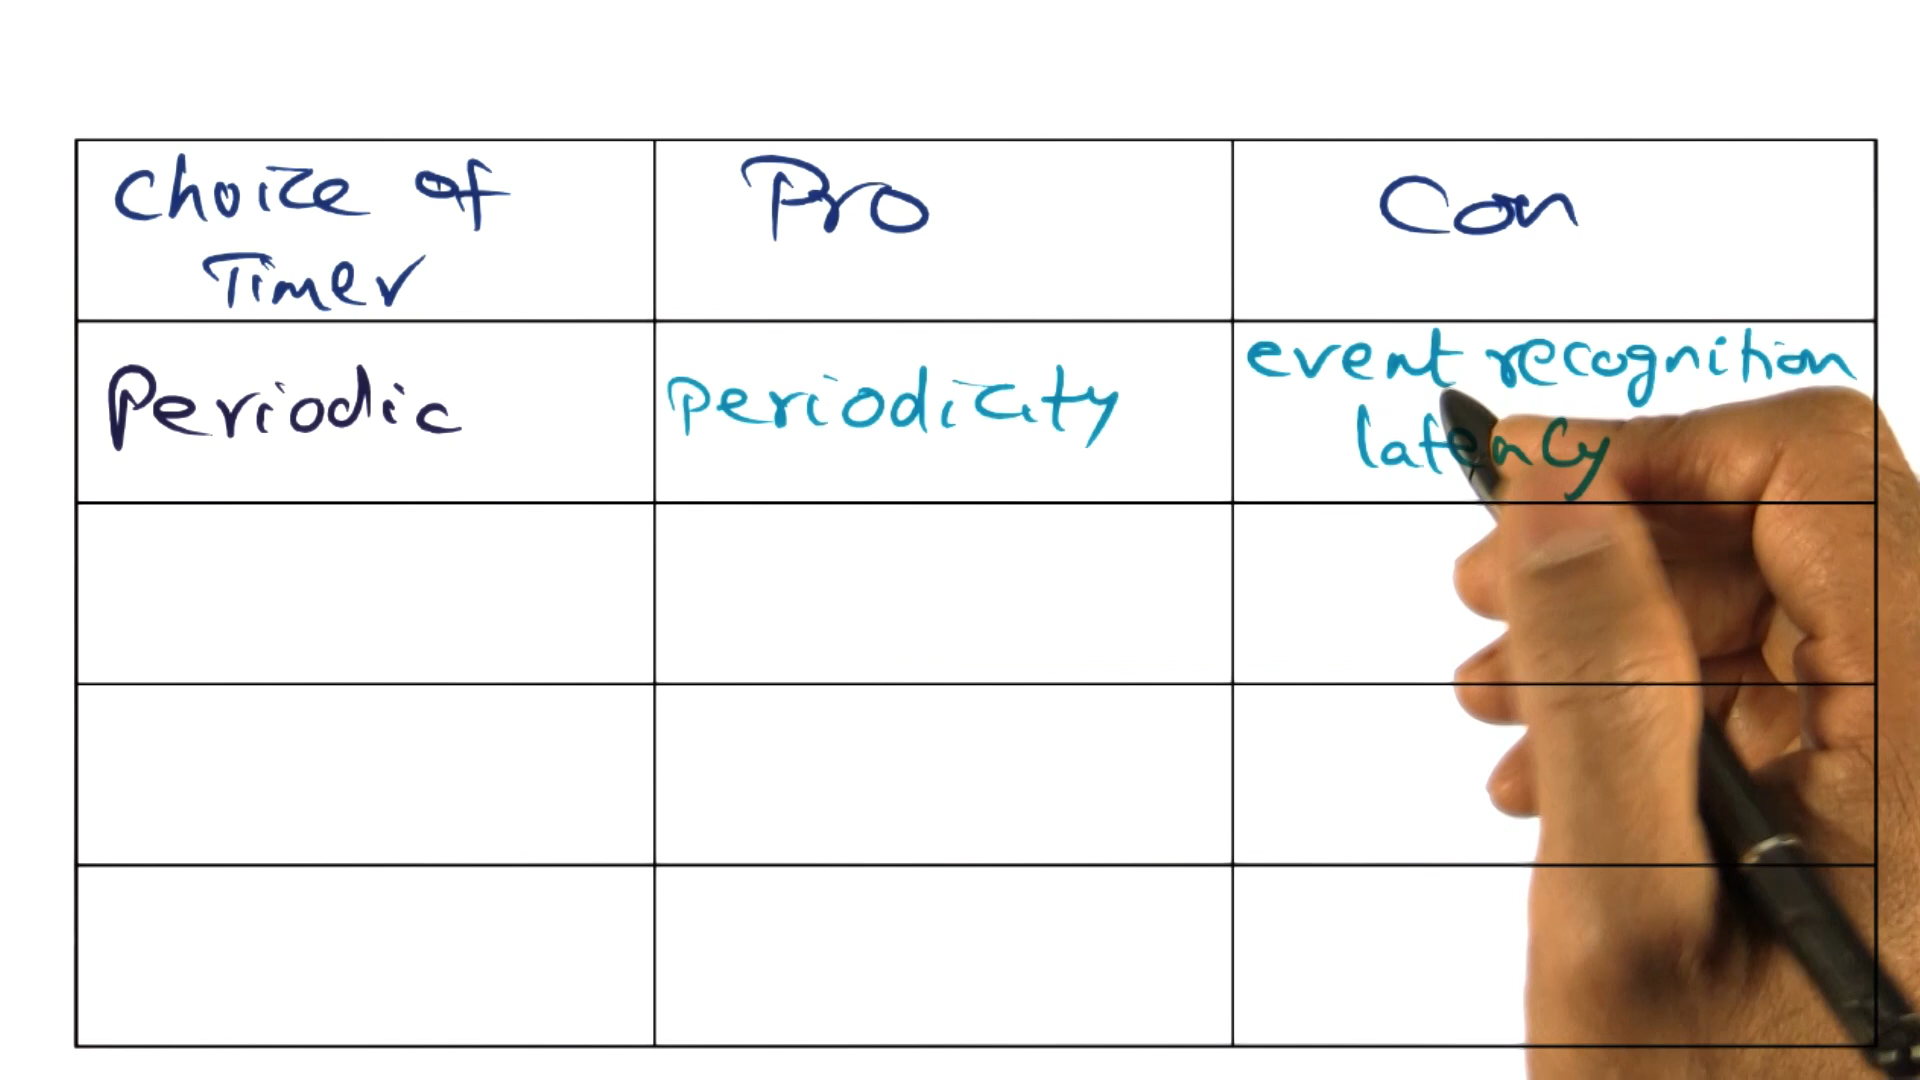 Choice of
Timer
Pro
Con
Periodic
periodicity
event recognition
latency